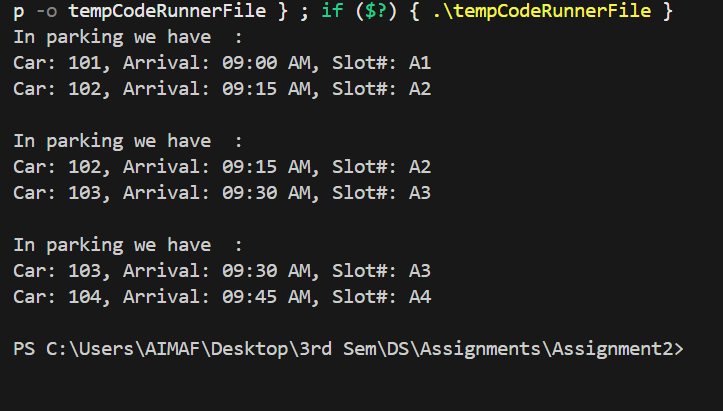 p -o tempCodeRunnerFile } ; if ($?) { .\tempCodeRunnerFile }
In parking we have  :
Car: 101, Arrival: 09:00 AM, Slot#: A1
Car: 102, Arrival: 09:15 AM, Slot#: A2
In parking we have  :
Car: 102, Arrival: 09:15 AM, Slot#: A2
Car: 103, Arrival: 09:30 AM, Slot#: A3
In parking we have  :
Car: 103, Arrival: 09:30 AM, Slot#: A3
Car: 104, Arrival: 09:45 AM, Slot#: A4
PS C:\Users\AIMAF\Desktop\3rd Sem\DS\Assignments\Assignment2>